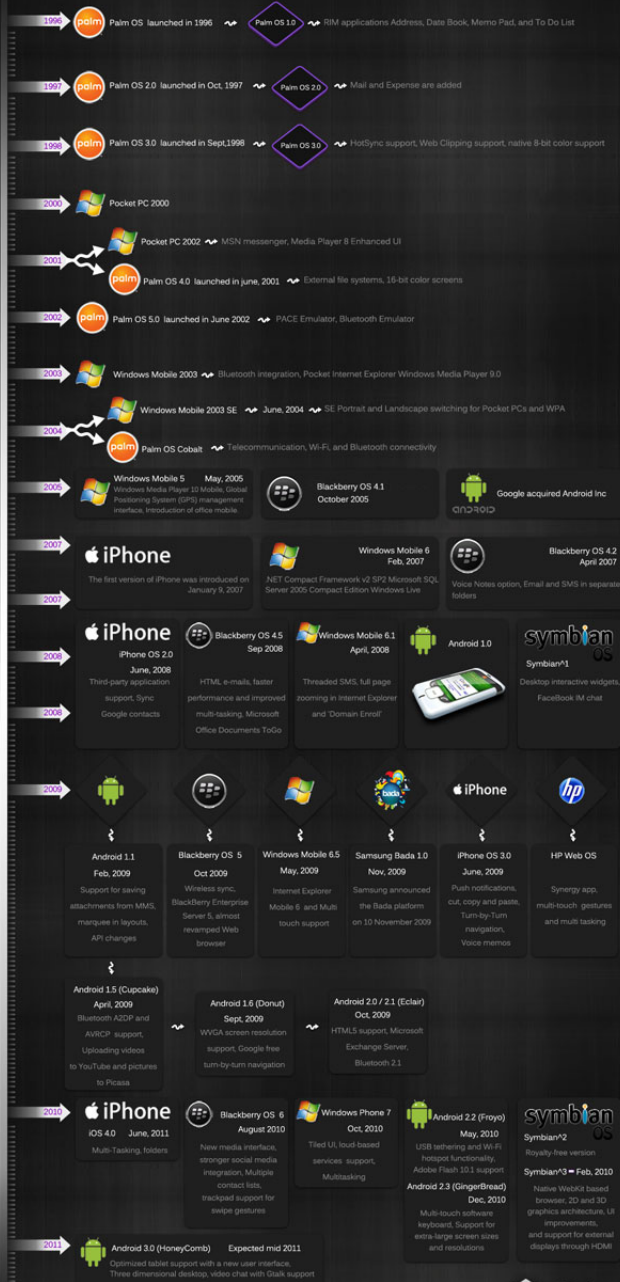 1996 palm Palm OS launched in 1996 Palm OS 1.0 RIM applications Address, Date Book, Memo Pad, and To Do List
1997 palm Palm OS 2.0 launched in Oct, 1997 Palm OS 2.0 Mail and Expense are added
1998 palm Palm OS 3.0 launched in Sept,1998 Palm OS 3.0 HotSync support, Web Clipping support, native 8-bit color support
2000 Pocket PC 2000
2001
Pocket PC 2002 MSN messenger, Media Player 8 Enhanced UI
palm Palm OS 4.0 launched in june, 2001 External file systems, 16-bit color screens
2002 palm Palm OS 5.0 launched in June 2002 PACE Emulator, Bluetooth Emulator
2003 Windows Mobile 2003 Bluetooth integration, Pocket Internet Explorer Windows Media Player 9.0
2004
Windows Mobile 2003 SE June, 2004 SE Portrait and Landscape switching for Pocket PCs and WPA
palm Palm OS Cobalt Telecommunication, Wi-Fi, and Bluetooth connectivity
2005
Windows Mobile 5 May, 2005
Windows Media Player 10 Mobile, Global
Positioning System (GPS) management
interface, Introduction of office mobile
Blackberry OS 4.1
October 2005
ANDROID
Google acquired Android Inc
2007
iPhone
The first version of iPhone was introduced on
January 9, 2007
Windows Mobile 6
Feb, 2007
.NET Compact Framework v2 SP2 Microsoft SQL
Server 2005 Compact Edition Windows Live
Blackberry OS 4.2
April 2007
Voice Notes option, Email and SMS in separate
folders
2007
2008
iPhone
iPhone OS 2.0
June, 2008
Third-party application
support, Sync
Google contacts
Blackberry OS 4.5
Sep 2008
HTML e-mails, faster
performance and improved
multi-tasking, Microsoft
Office Documents ToGo
Windows Mobile 6.1
April, 2008
Threaded SMS, full page
zooming in Internet Explorer
and 'Domain Enroll'
Android 1.0
symbian
OS
Symbian^1
Desktop interactive widgets,
FaceBook IM chat
2008
2009
bada
iPhone
hp
Android 1.1
Feb, 2009
Support for saving
attachments from MMS,
marquee in layouts,
API changes
Blackberry OS 5
Oct 2009
Wireless sync,
BlackBerry Enterprise
Server 5, almost
revamped Web
browser
Windows Mobile 6.5
May, 2009
Internet Explorer
Mobile 6 and Multi
touch support
Samsung Bada 1.0
Nov, 2009
Samsung announced
the Bada platform
on 10 November 2009
iPhone OS 3.0
June, 2009
Push notifications,
cut, copy and paste,
Turn-by-Turn
navigation,
Voice memos
HP Web OS
Synergy app,
multi-touch gestures
and multi tasking
Android 1.5 (Cupcake)
April, 2009
Bluetooth A2DP and
AVRCP support,
Uploading videos
to YouTube and pictures
to Picasa
Android 1.6 (Donut)
Sept, 2009
WVGA screen resolution
support, Google free
turn-by-turn navigation
Android 2.0 / 2.1 (Eclair)
Oct, 2009
HTML5 support, Microsoft
Exchange Server,
Bluetooth 2.1
2010
iPhone
iOS 4.0 June, 2011
Multi-Tasking, folders
Blackberry OS 6
August 2010
New media interface,
stronger social media
integration, Multiple
contact lists,
trackpad support for
swipe gestures
Windows Phone 7
Oct, 2010
Tiled UI, loud-based
services support,
Multitasking
Android 2.2 (Froyo)
May, 2010
USB tethering and Wi-Fi
hotspot functionality,
Adobe Flash 10.1 support
Android 2.3 (GingerBread)
Dec, 2010
Multi-touch software
keyboard, Support for
extra-large screen sizes
and resolutions
symbian
OS
Symbian^2
Royalty-free version
Symbian^3 Feb, 2010
Native WebKit based
browser, 2D and 3D
graphics architecture, UI
improvements,
and support for external
displays through HDMI
2011
Android 3.0 (HoneyComb) Expected mid 2011
Optimized tablet support with a new user interface,
Three dimensional desktop, video chat with Gtalk support